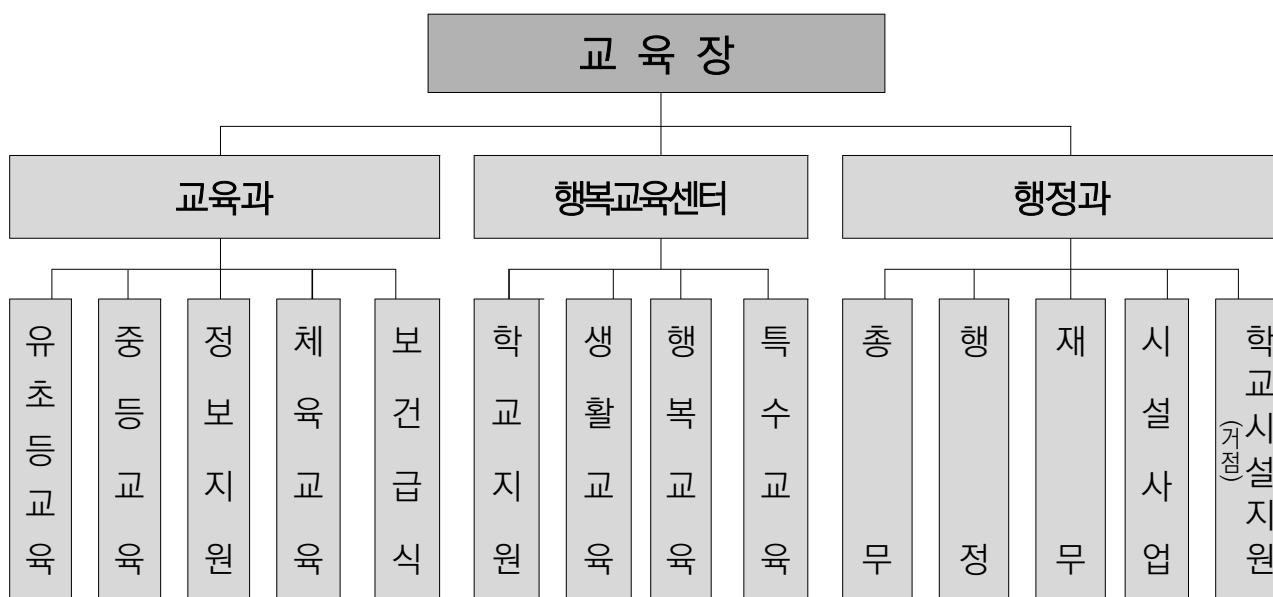 교 육 장
교육과
행복교육센터
행정과
유초등교육
중등교육
정보지원
체육교육
보건급식
학교지원
생활교육
행복교육
특수교육
총무
행정
재무
시설사업
학교시설지원
(거점)